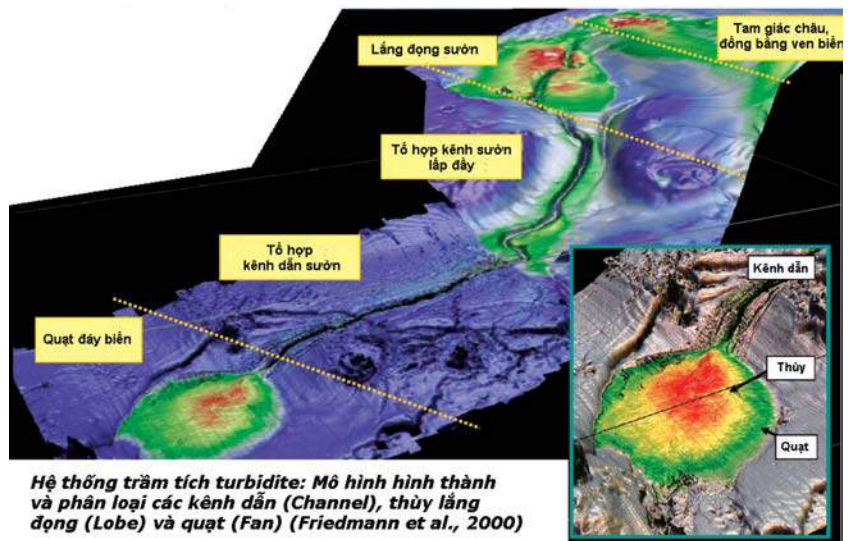 Tam giác châu,
đồng bằng ven biển
Lắng đọng sườn
Tổ hợp kênh sườn
lấp đầy
Tổ hợp
kênh dẫn sườn
Quạt đáy biển
Kênh dẫn
Thùy
Quạt
Hệ thống trầm tích turbidite: Mô hình hình thành
và phân loại các kênh dẫn (Channel), thùy lắng
đọng (Lobe) và quạt (Fan) (Friedmann et al., 2000)